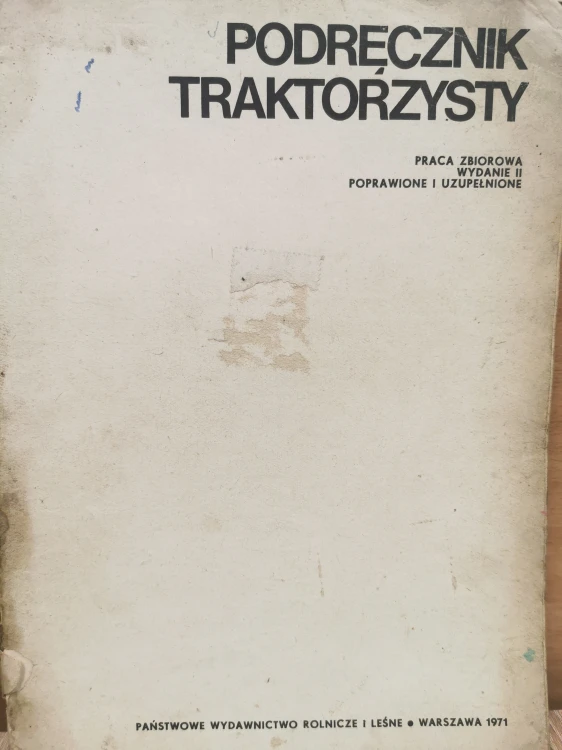 PODRĘCZNIK
TRAKTORZYSTY
PRACA ZBIOROWA
WYDANIE II
POPRAWIONE I UZUPEŁNIONE
PAŃSTWOWE WYDAWNICTWO ROLNICZE I LEŚNE ● WARSZAWA 1971